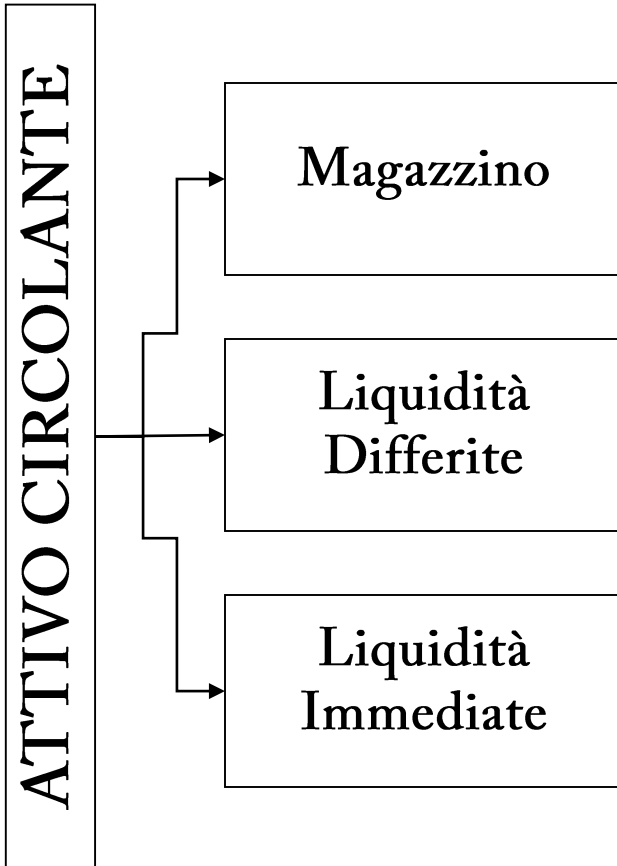 ATTIVO CIRCOLANTE
Magazzino
Liquidità
Differite
Liquidità
Immediate